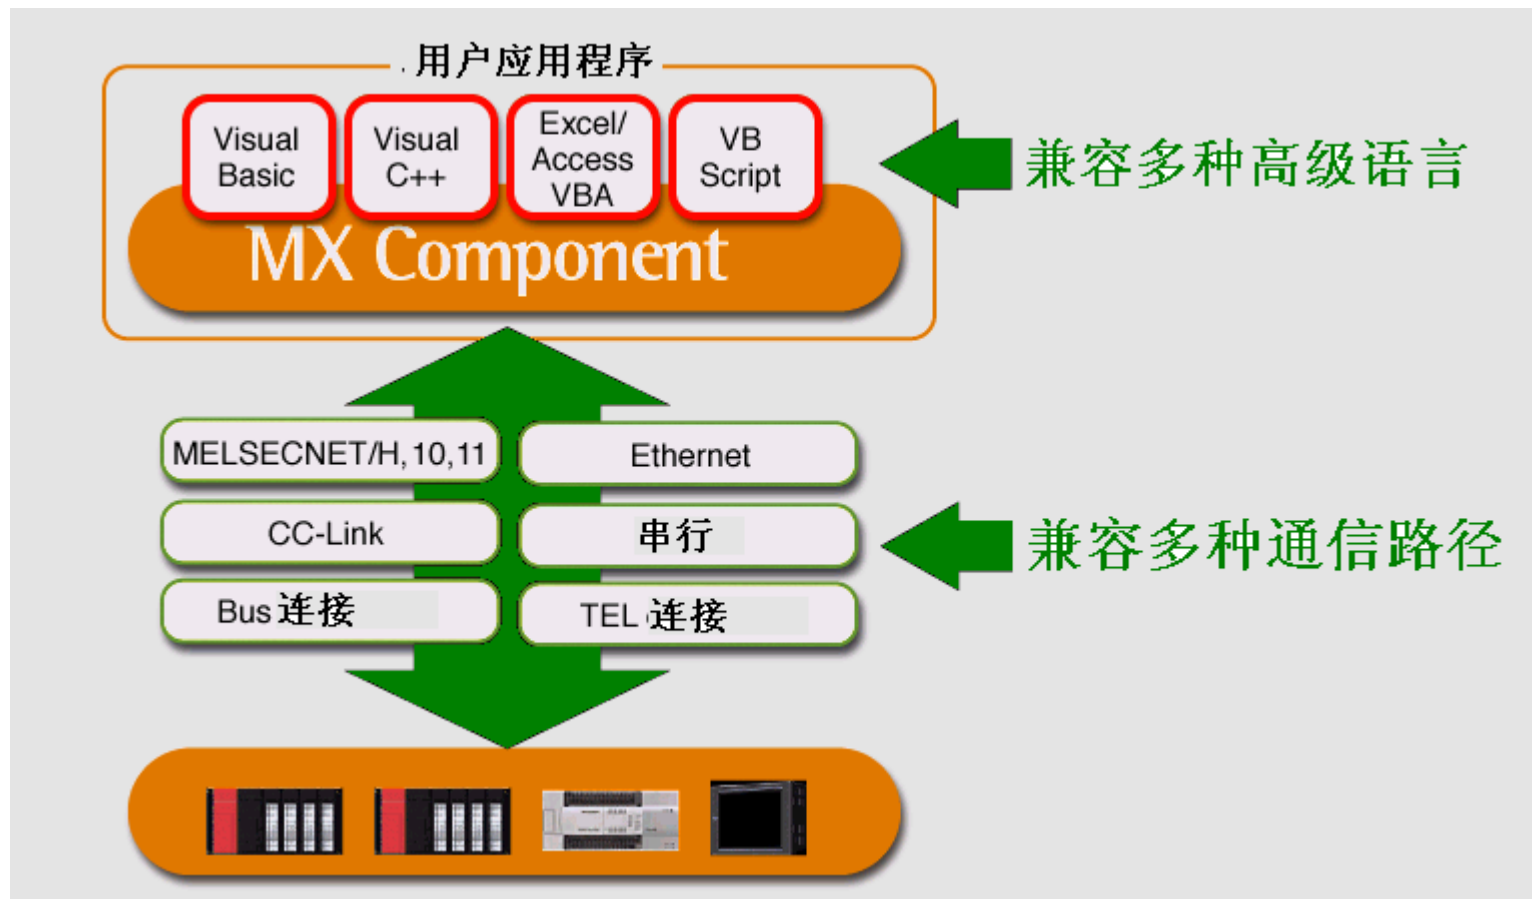 用户应用程序
Visual
Basic
Visual
C++
Excel/
Access
VBA
VB
Script
兼容多种高级语言
MX Component
MELSECNET/H,10,11
Ethernet
CC-Link
串行
兼容多种通信路径
Bus 连接
TEL 连接